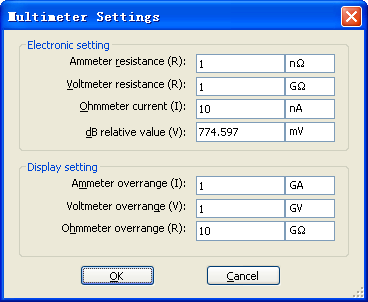 Multimeter Settings
Electronic setting
Ammeter resistance (R): 1 nΩ
Voltmeter resistance (R): 1 GΩ
Ohmmeter current (I): 10 nA
dB relative value (V): 774.597 mV
Display setting
Ammeter overrange (I): 1 GA
Voltmeter overrange (V): 1 GV
Ohmmeter overrange (R): 10 GΩ
OK Cancel